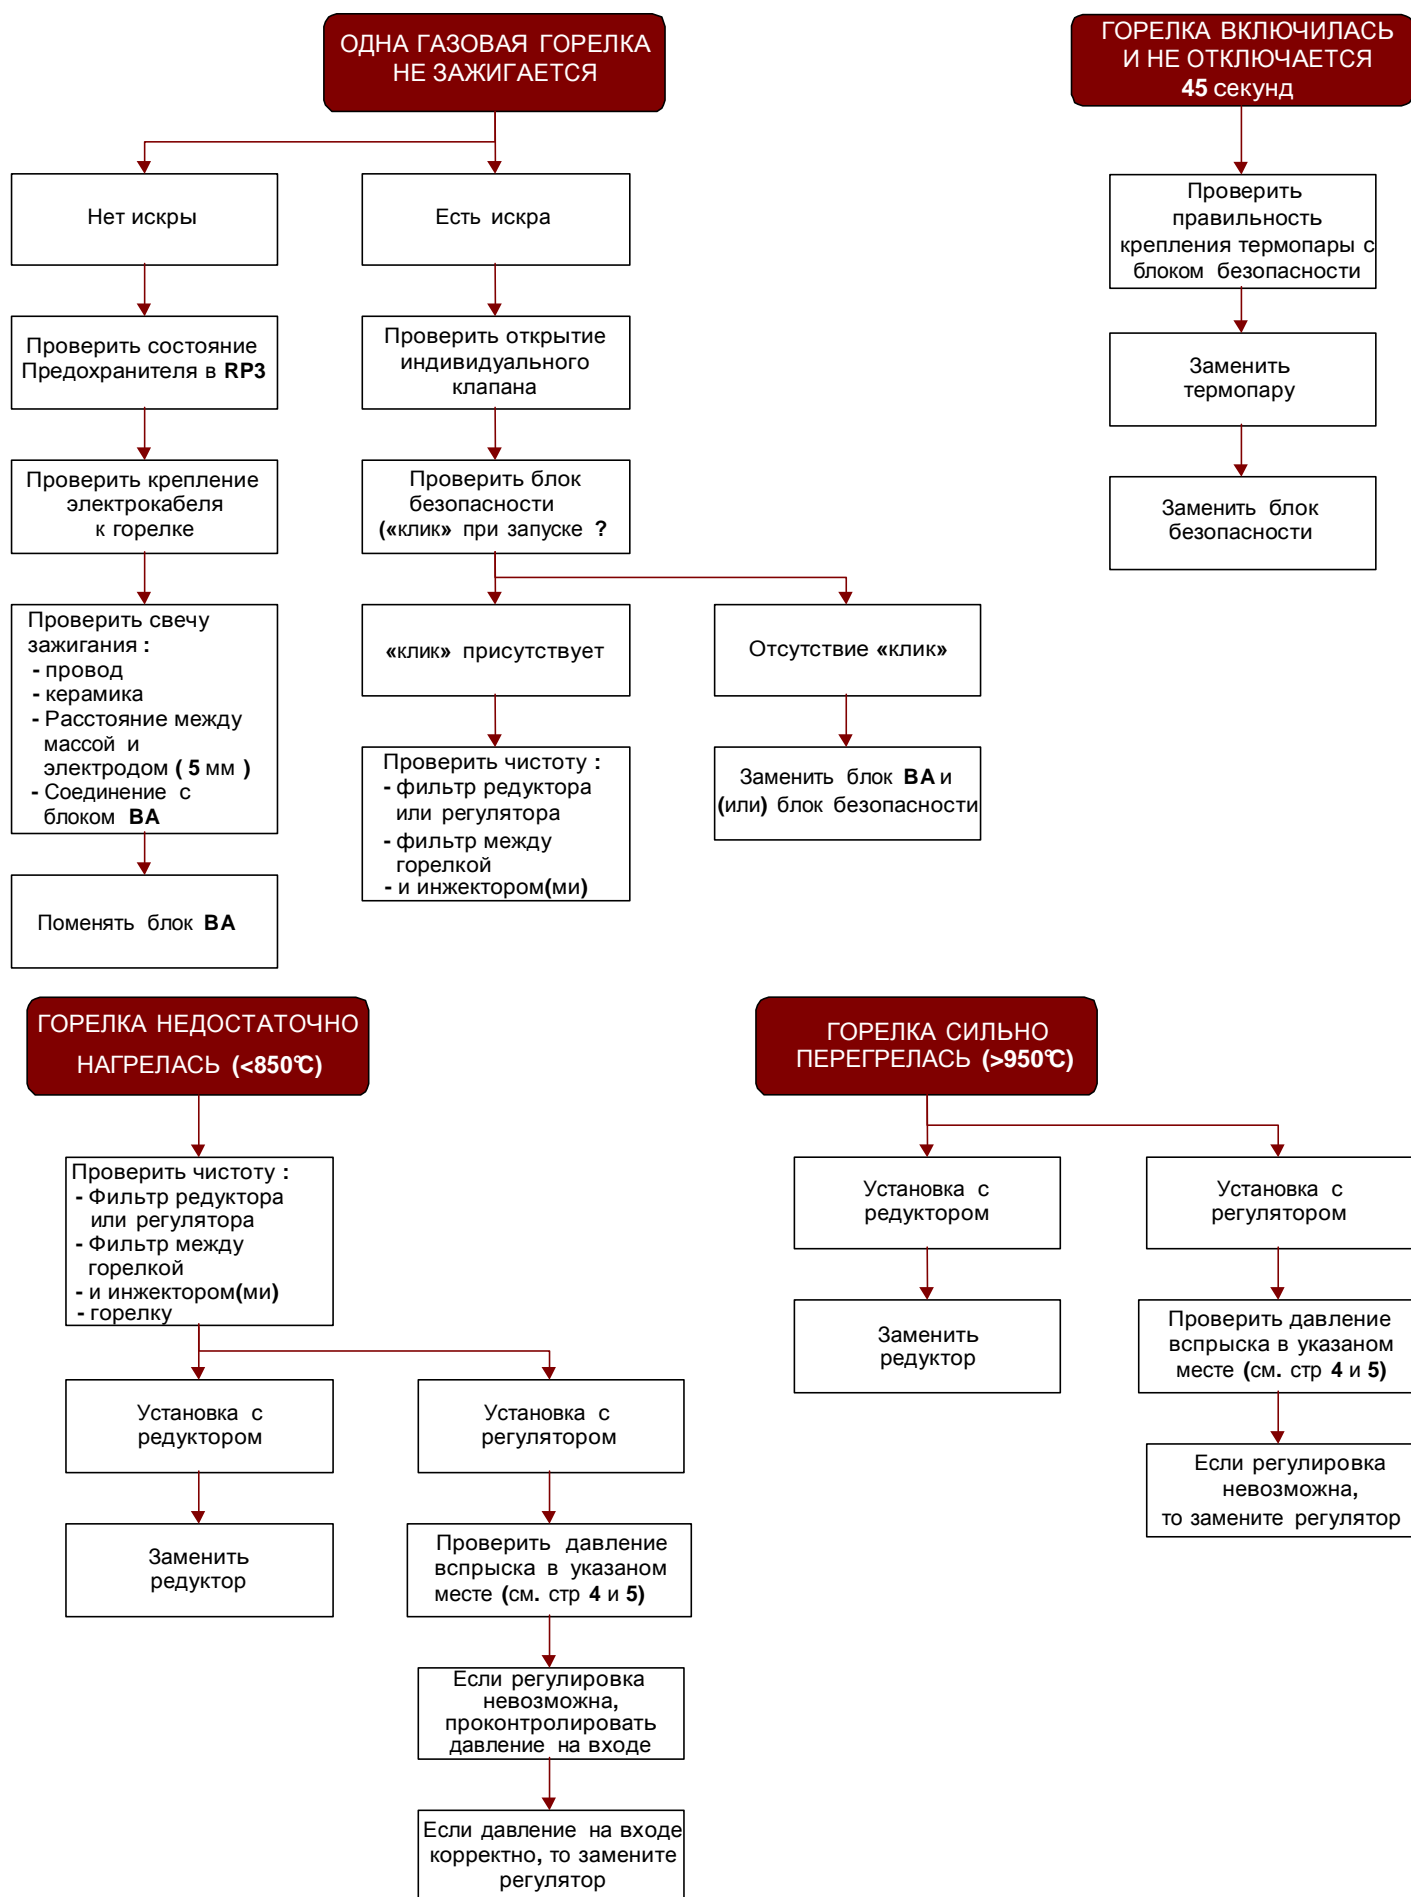 ОДНА ГАЗОВАЯ ГОРЕЛКА
НЕ ЗАЖИГАЕТСЯ
Нет искры
Проверить состояние
Предохранителя в RP3
Проверить крепление
электрокабеля
к горелке
Проверить свечу
зажигания :
- провод
- керамика
- Расстояние между
массой и
электродом ( 5 мм )
- Соединение с
блоком BA
Поменять блок BA
Есть искра
Проверить открытие
индивидуального
клапана
Проверить блок
безопасности
(«клик» при запуске ?
«клик» присутствует
Проверить чистоту :
- фильтр редуктора
или регулятора
- фильтр между
горелкой
- и инжектором(ми)
Отсутствие «клик»
Заменить блок BA и
(или) блок безопасности
ГОРЕЛКА ВКЛЮЧИЛАСЬ
И НЕ ОТКЛЮЧАЕТСЯ
45 секунд
Проверить
правильность
крепления термопары с
блоком безопасности
Заменить
термопару
Заменить блок
безопасности
ГОРЕЛКА НЕДОСТАТОЧНО
НАГРЕЛАСЬ (<850°C)
Проверить чистоту :
- Фильтр редуктора
или регулятора
- Фильтр между
горелкой
- и инжектором(ми)
- горелку
Установка с
редуктором
Заменить
редуктор
Установка с
регулятором
Проверить давление
вспрыска в указаном
месте (см. стр 4 и 5)
Если регулировка
невозможна,
проконтролировать
давление на входе
Если давление на входе
корректно, то замените
регулятор
ГОРЕЛКА СИЛЬНО
ПЕРЕГРЕЛАСЬ (>950°C)
Установка с
редуктором
Заменить
редуктор
Установка с
регулятором
Проверить давление
вспрыска в указаном
месте (см. стр 4 и 5)
Если регулировка
невозможна,
то замените регулятор